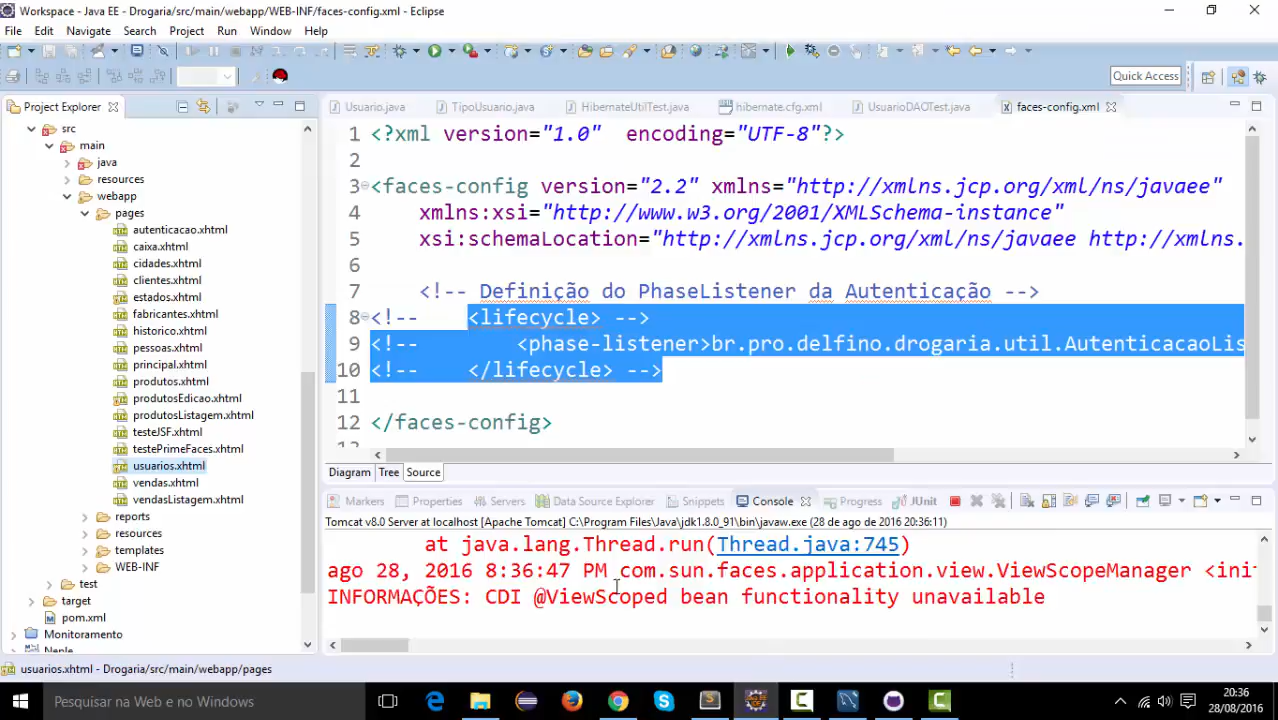 Workspace - Java EE - Drogaria/src/main/webapp/WEB-INF/faces-config.xml - Eclipse
File Edit Navigate Search Project Run Window Help
Quick Access
Project Explorer
src
main
java
resources
webapp
pages
autenticacao.xhtml
caixa.xhtml
cidades.xhtml
clientes.xhtml
estados.xhtml
fabricantes.xhtml
historico.xhtml
pessoas.xhtml
principal.xhtml
produtos.xhtml
produtosEdicao.xhtml
produtosListagem.xhtml
testeJSF.xhtml
testePrimeFaces.xhtml
usuarios.xhtml
vendas.xhtml
vendasListagem.xhtml
reports
resources
templates
WEB-INF
test
target
pom.xml
Monitoramento
Usuario.java TipoUsuario.java HibernateUtilTest.java hibernate.cfg.xml UsuarioDAOTest.java faces-config.xml
1 <?xml version="1.0" encoding="UTF-8"?>
2
3 <faces-config version="2.2" xmlns="http://xmlns.jcp.org/xml/ns/javaee"
4 xmlns:xsi="http://www.w3.org/2001/XMLSchema-instance"
5 xsi:schemaLocation="http://xmlns.jcp.org/xml/ns/javaee http://xmlns.
6
7 <!-- Definição do PhaseListener da Autenticação -->
8 <!-- <lifecycle> -->
9 <!-- <phase-listener>br.pro.delfino.drogaria.util.AutenticacaoLis
10 <!-- </lifecycle> -->
11
12 </faces-config>
13
Diagram Tree Source
Markers Properties Servers Data Source Explorer Snippets Console Progress JUnit
Tomcat v8.0 Server at localhost [Apache Tomcat] C:\Program Files\Java\jdk1.8.0_91\bin\javaw.exe (28 de ago de 2016 20:36:11)
at java.lang.Thread.run(Thread.java:745)
ago 28, 2016 8:36:47 PM com.sun.faces.application.view.ViewScopeManager <init
INFORMAÇÕES: CDI @ViewScoped bean functionality unavailable
usuarios.xhtml - Drogaria/src/main/webapp/pages
Pesquisar na Web e no Windows
20:36
28/08/2016